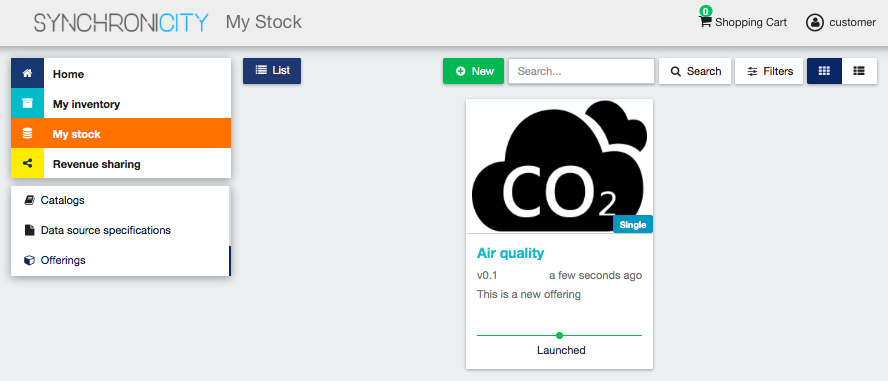 SYNCHRONICITY My Stock
0
Shopping Cart
customer
Home
My inventory
My stock
Revenue sharing
Catalogs
Data source specifications
Offerings
List
New
Search...
Search
Filters
CO2
Single
Air quality
v0.1 a few seconds ago
This is a new offering
Launched